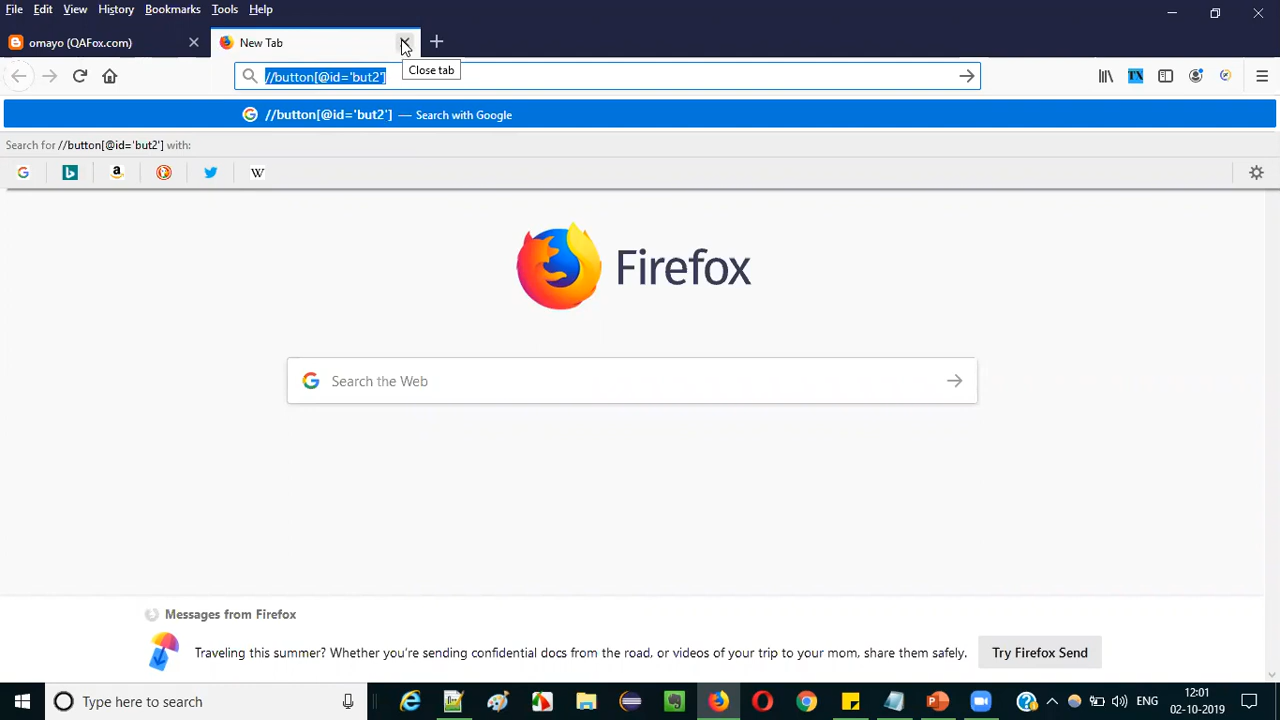 File Edit View History Bookmarks Tools Help
omayo (QAFox.com)
New Tab
Close tab
//button[@id='but2']
//button[@id='but2'] — Search with Google
Search for //button[@id='but2'] with:
Firefox
Search the Web
Messages from Firefox
Traveling this summer? Whether you're sending confidential docs from the road, or videos of your trip to your mom, share them safely.
Try Firefox Send
Type here to search
ENG
12:01
02-10-2019